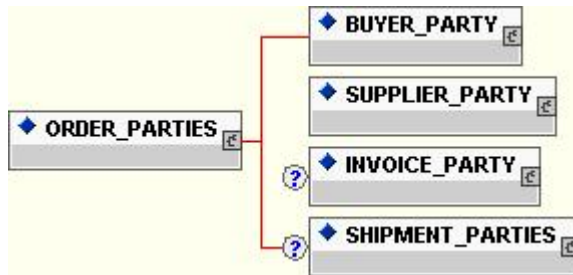 BUYER_PARTY
SUPPLIER_PARTY
ORDER_PARTIES
? INVOICE_PARTY
? SHIPMENT_PARTIES